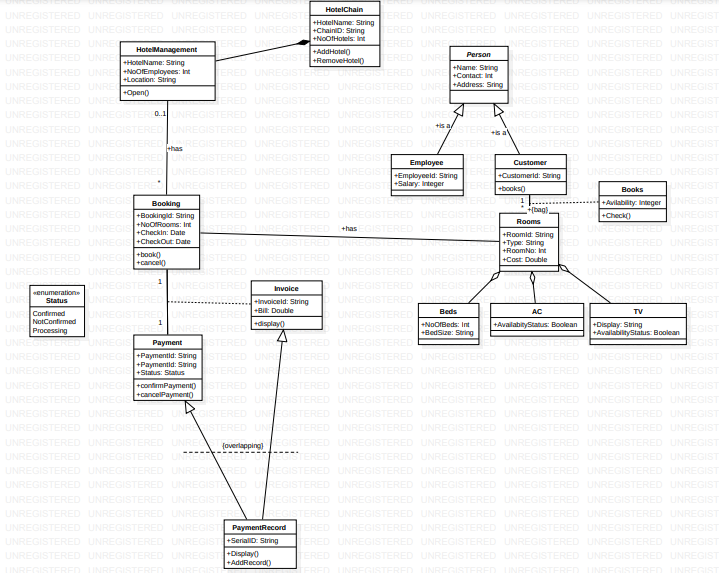 HotelChain
+HotelName: String
+ChainID: String
+NoOfHotels: Int
+AddHotel()
+RemoveHotel()
HotelManagement
+HotelName: String
+NoOfEmployees: Int
+Location: String
+Open()
Person
+Name: String
+Contact: Int
+Address: Sring
0..1
+has
*
+is a
+is a
Employee
+EmployeeId: String
+Salary: Integer
Customer
+CustomerId: String
+books()
1
*
+{bag}
Books
+Avilability: Integer
+Check()
Booking
+BookingId: String
+NoOfRooms: Int
+CheckIn: Date
+CheckOut: Date
+book()
+cancel()
+has
Rooms
+RoomId: String
+Type: String
+RoomNo: Int
+Cost: Double
«enumeration»
Status
Confirmed
NotConfirmed
Processing
1
1
Invoice
+InvoiceId: String
+Bill: Double
+display()
Beds
+NoOfBeds: Int
+BedSize: String
AC
+AvailabityStatus: Boolean
TV
+Display: String
+AvailabilityStatus: Boolean
Payment
+PaymentId: String
+PaymentId: String
+Status: Status
+confirmPayment()
+cancelPayment()
{overlapping}
PaymentRecord
+SerialID: String
+Display()
+AddRecord()
UNREGISTERED